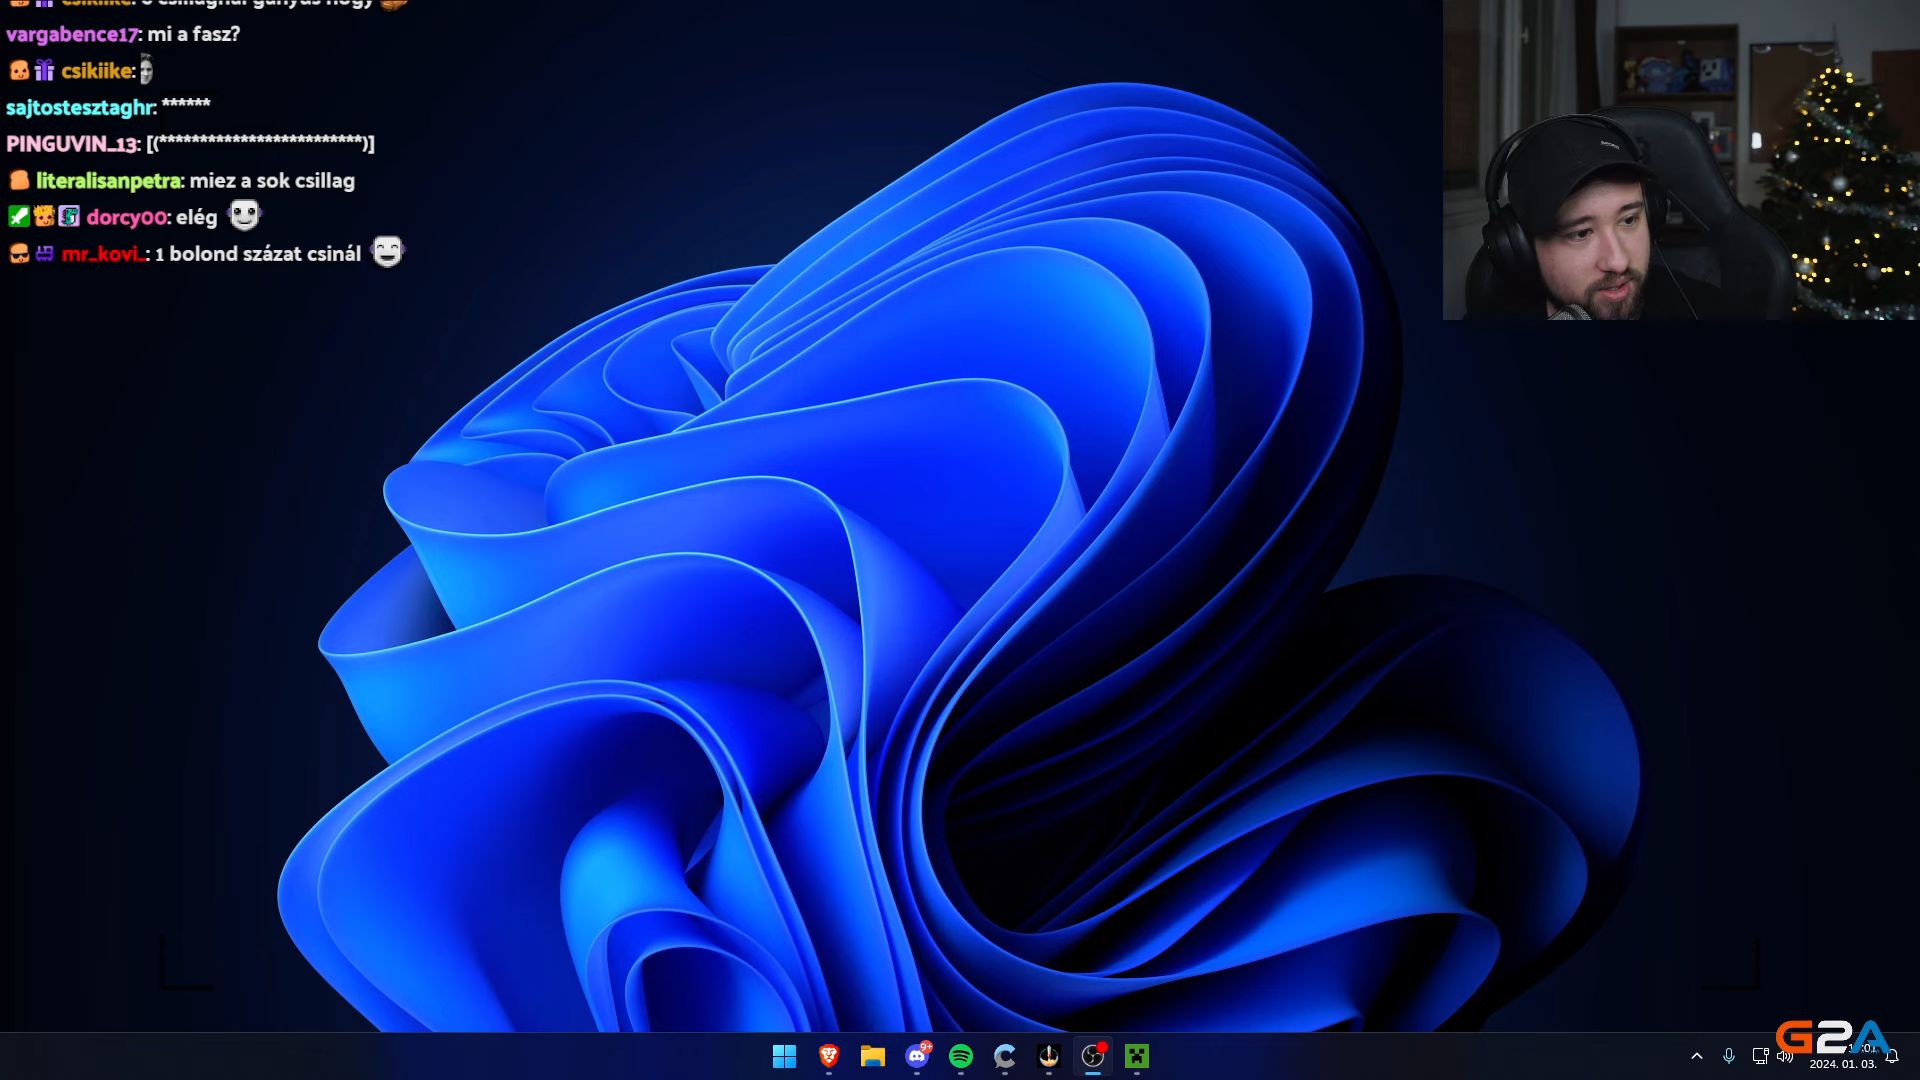 vargabence17: mi a fasz?
csikiike:
sajtostesztaghr: ******
PINGUVIN_13: [(*************************)]
literalisanpetra: miez a sok csillag
dorcy00: elég
mr_kovi_: 1 bolond százat csinál
9+
G2A
2024. 01. 03.